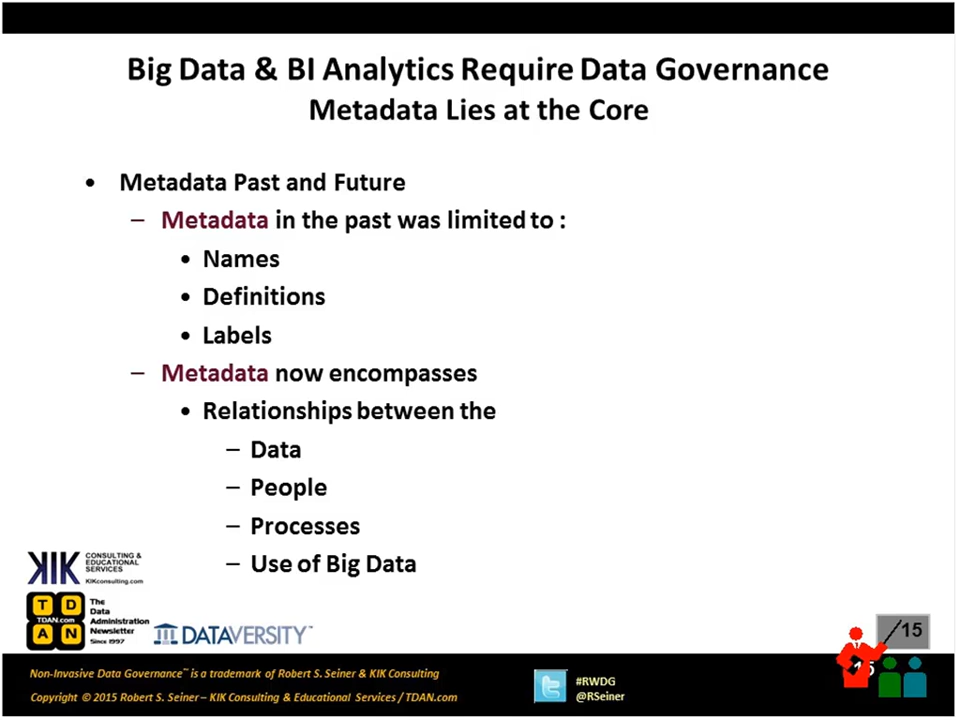 Big Data & BI Analytics Require Data Governance
Metadata Lies at the Core
• Metadata Past and Future
– Metadata in the past was limited to :
• Names
• Definitions
• Labels
– Metadata now encompasses
• Relationships between the
– Data
– People
– Processes
– Use of Big Data
KIK CONSULTING &
EDUCATIONAL
SERVICES
KIKconsulting.com
T D
TDAN.com
A N
The
Data
Administration
Newsletter
Since 1997
DATAVERSITY™
15
15
Non-Invasive Data Governance™ is a trademark of Robert S. Seiner & KIK Consulting
Copyright © 2015 Robert S. Seiner – KIK Consulting & Educational Services / TDAN.com
#RWDG
@RSeiner